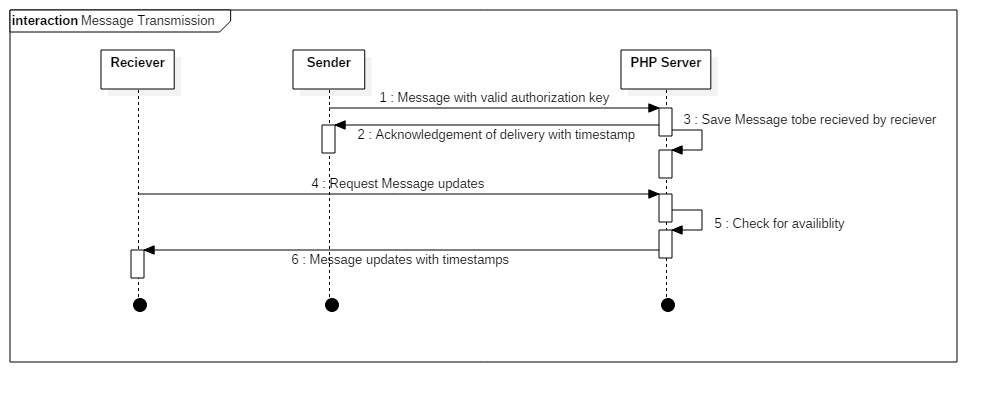 interaction Message Transmission
Reciever
Sender
PHP Server
1 : Message with valid authorization key
3 : Save Message tobe recieved by reciever
2 : Acknowledgement of delivery with timestamp
4 : Request Message updates
5 : Check for availiblity
6 : Message updates with timestamps